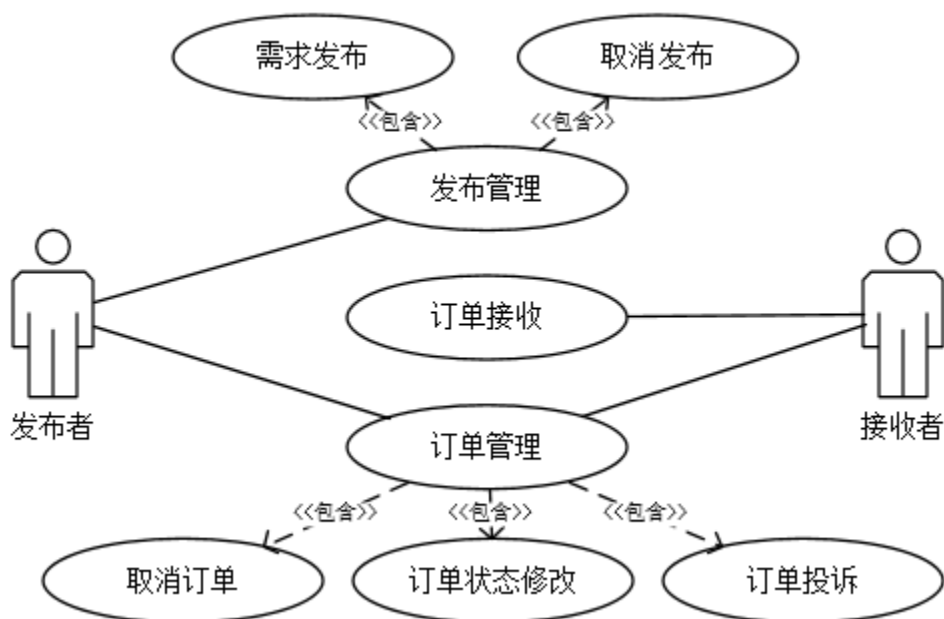 需求发布
取消发布
<<包含>>
<<包含>>
发布管理
订单接收
发布者
接收者
订单管理
<<包含>>
<<包含>>
<<包含>>
取消订单
订单状态修改
订单投诉